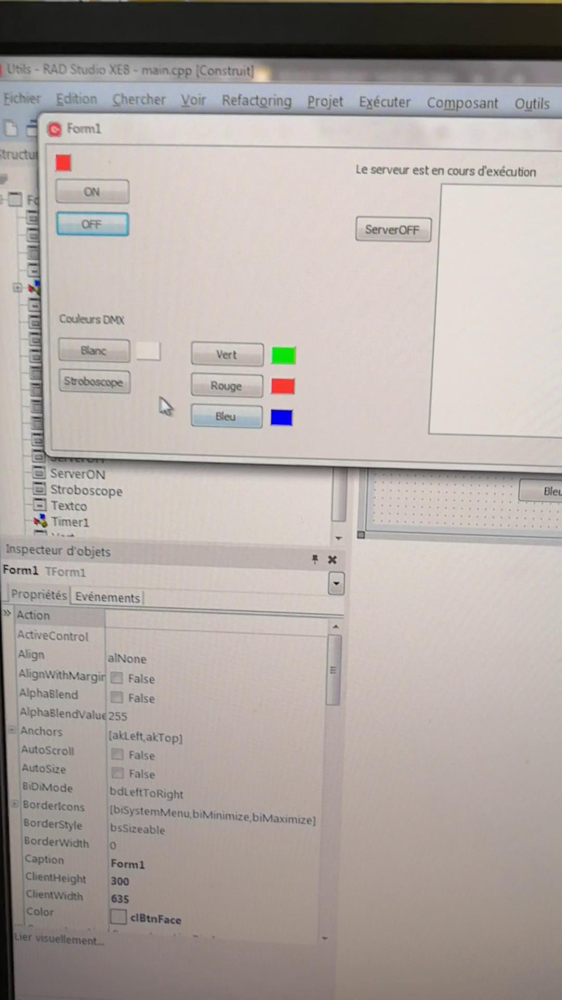 Utils - RAD Studio XE8 - main.cpp [Construit]
Fichier Edition Chercher Voir Refactoring Projet Exécuter Composant Outils
Form1
Structu
Le serveur est en cours d'exécution
ON
Fo
OFF
ServerOFF
Couleurs DMX
Blanc
Vert
Stroboscope
Rouge
Bleu
ServerON
Stroboscope
Bleu
Textco
Timer1
Inspecteur d'objets
Form1 TForm1
Propriétés Evénements
Action
ActiveControl
Align alNone
AlignWithMargin False
AlphaBlend False
AlphaBlendValue 255
Anchors [akLeft,akTop]
AutoScroll False
AutoSize False
BiDiMode bdLeftToRight
BorderIcons [biSystemMenu,biMinimize,biMaximize]
BorderStyle bsSizeable
BorderWidth 0
Caption Form1
ClientHeight 300
ClientWidth 635
Color clBtnFace
Lier visuellement...